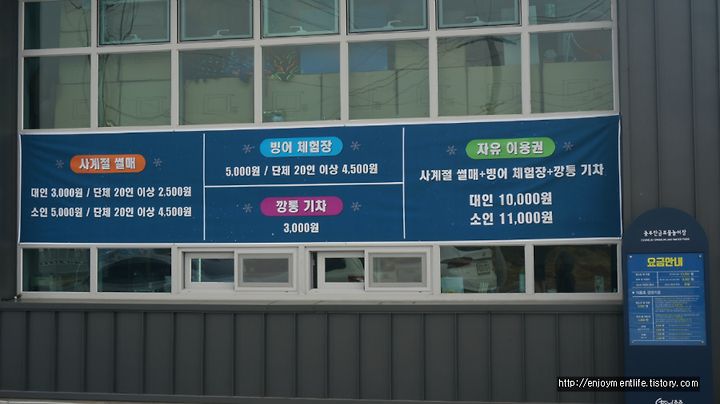 사계절 썰매
대인 3,000원 / 단체 20인 이상 2.500원
소인 5,000원 / 단체 20인 이상 4,500원
빙어 체험장
5.000원 / 단체 20인 이상 4.500원
깡통 기차
3,000원
자유 이용권
사계절 썰매+빙어 체험장+깡통 기차
대인 10,000원
소인 11,000원
요금안내
http://enjoymentlife.tistory.com